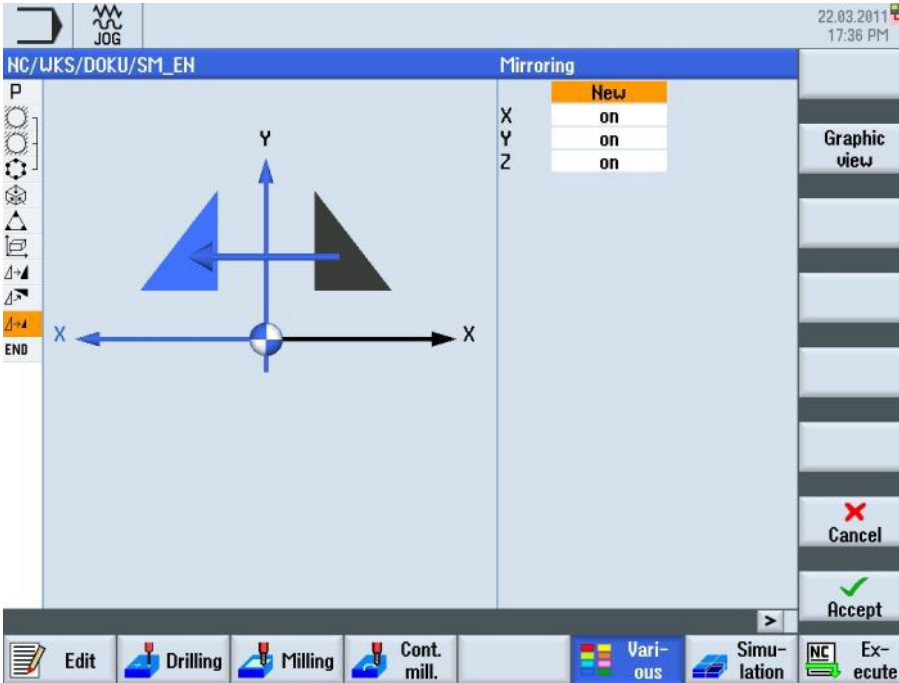 JOG
22.03.2011
17:36 PM
NC/WKS/DOKU/SM_EN
Mirroring
P
END
Y
X
X
New
X on
Y on
Z on
Graphic
view
Cancel
Accept
>
Edit
Drilling
Milling
Cont.
mill.
Vari-
ous
Simu-
lation
NC
Ex-
ecute